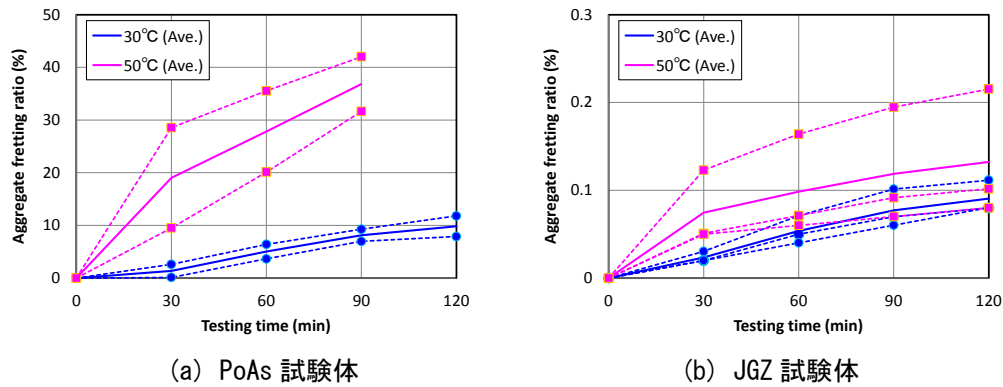 50
40
30
20
10
0
Aggregate fretting ratio (%)
30℃ (Ave.)
50℃ (Ave.)
0 30 60 90 120
Testing time (min)
(a) PoAs 試験体
0.3
0.2
0.1
0
Aggregate fretting ratio (%)
30℃ (Ave.)
50℃ (Ave.)
0 30 60 90 120
Testing time (min)
(b) JGZ 試験体